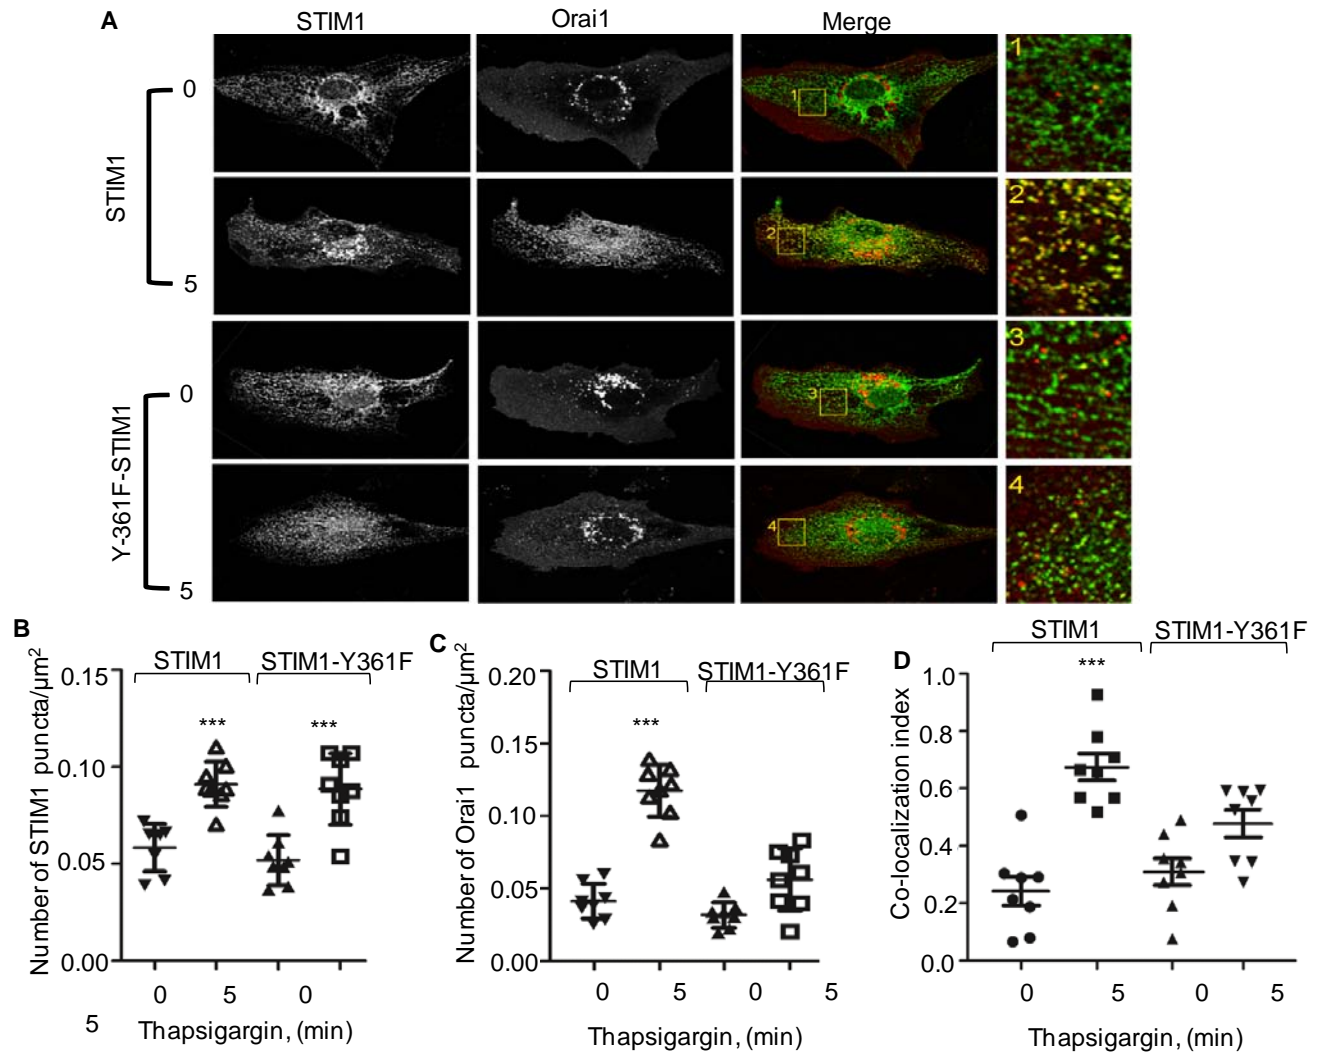 A
STIM1 Orai1 Merge
STIM1
0
1
1
5
2
2
Y-361F-STIM1
0
3
3
5
4
4
B
STIM1 STIM1-Y361F
*** ***
Number of STIM1 puncta/µm²
0.15
0.10
0.05
0.00
0 5 0
5
Thapsigargin, (min)
C
STIM1 STIM1-Y361F
***
Number of Orai1 puncta/µm²
0.20
0.15
0.10
0.05
0.00
0 5 0 5
Thapsigargin, (min)
D
STIM1 STIM1-Y361F
***
Co-localization index
1.0
0.8
0.6
0.4
0.2
0.0
0 5 0 5
Thapsigargin, (min)